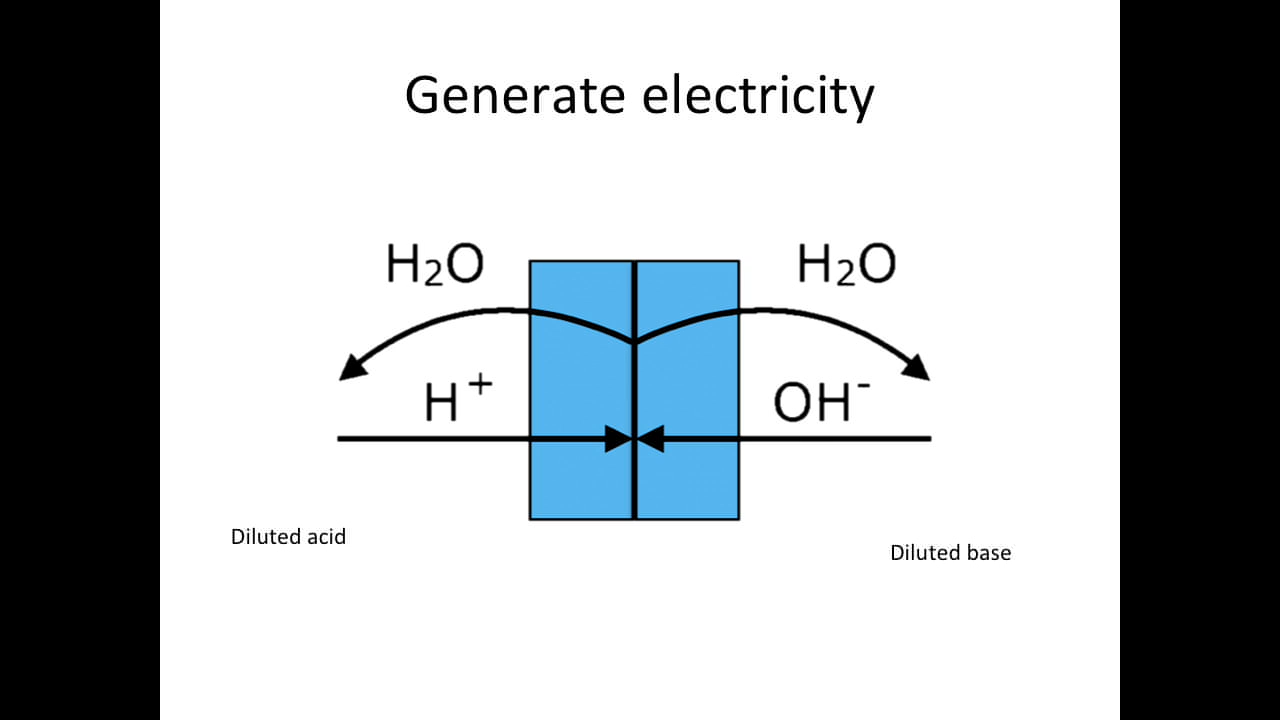 Generate electricity
H₂O
H₂O
H⁺
OH⁻
Diluted acid
Diluted base